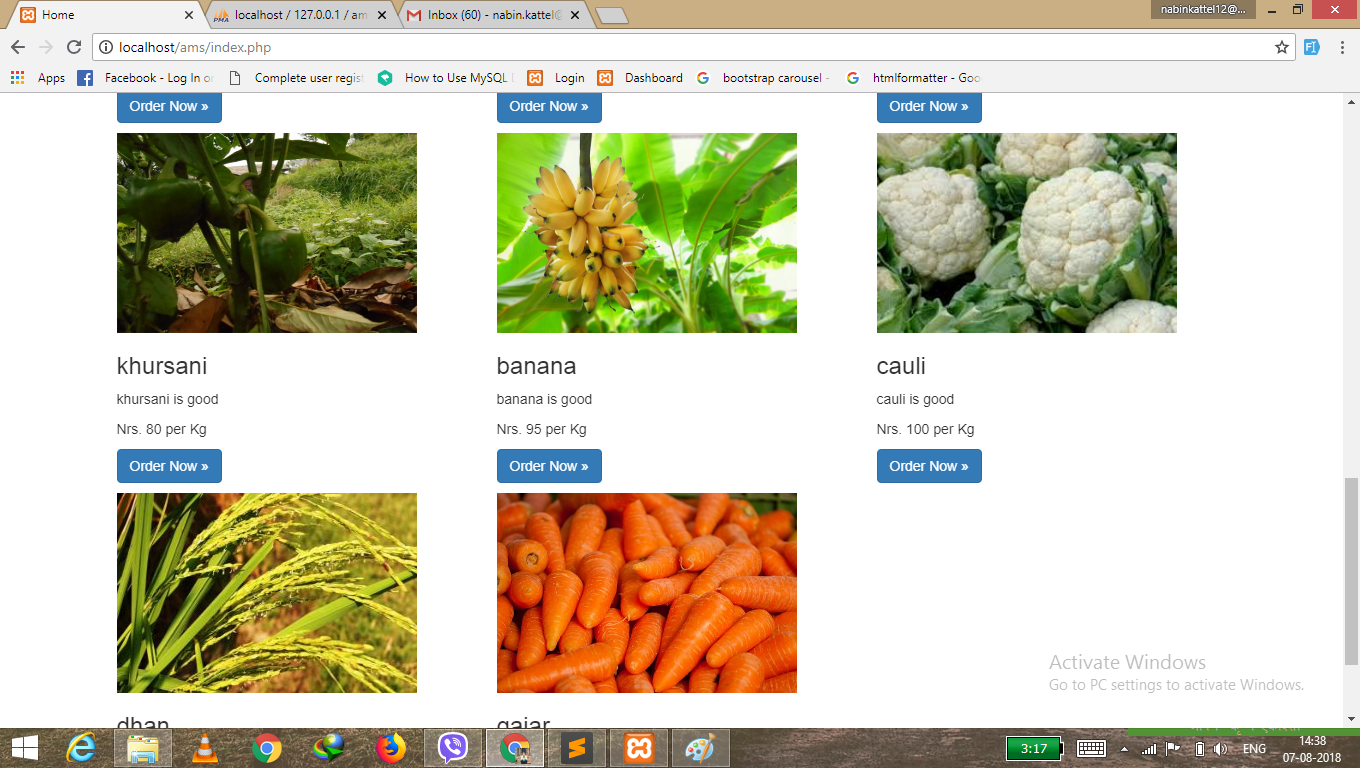 Home
localhost / 127.0.0.1 / am
Inbox (60) - nabin.kattel@
nabinkattel12@...
localhost/ams/index.php
Apps
Facebook - Log In or
Complete user regis
How to Use MySQL D
Login
Dashboard
bootstrap carousel -
htmlformatter - Goo
Order Now »
Order Now »
Order Now »
khursani
banana
cauli
khursani is good
banana is good
cauli is good
Nrs. 80 per Kg
Nrs. 95 per Kg
Nrs. 100 per Kg
Order Now »
Order Now »
Order Now »
Activate Windows
Go to PC settings to activate Windows.
dhan
gajar
3:17
ENG
14:38
07-08-2018